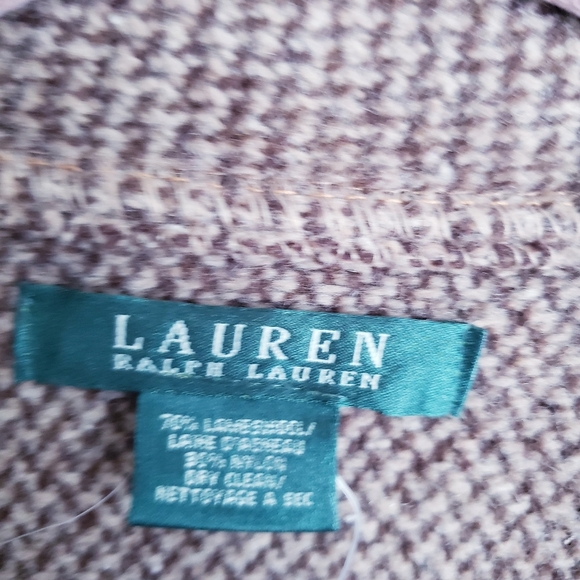 LAUREN
RALPH LAUREN
70% LAMBSWOOL/
LAINE D'AGNEAU
30% NYLON
DRY CLEAN/
NETTOYAGE A SEC